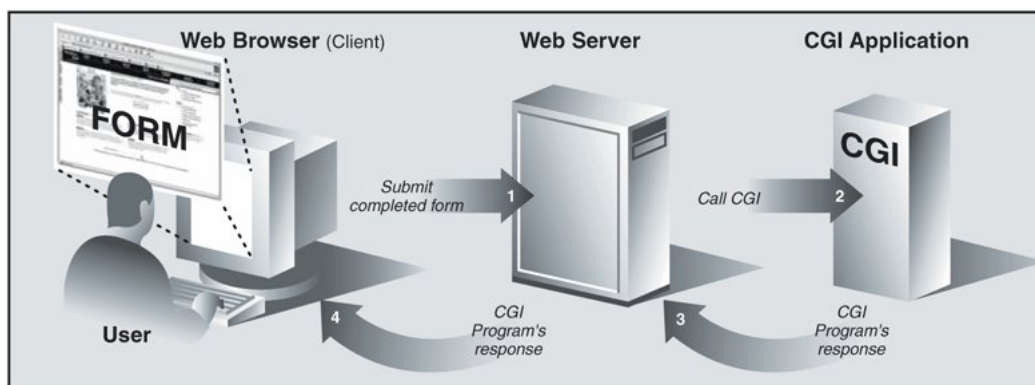 Web Browser (Client)
Web Server
CGI Application
FORM
CGI
Submit
completed form
1
Call CGI
2
User
4
CGI
Program's
response
3
CGI
Program's
response